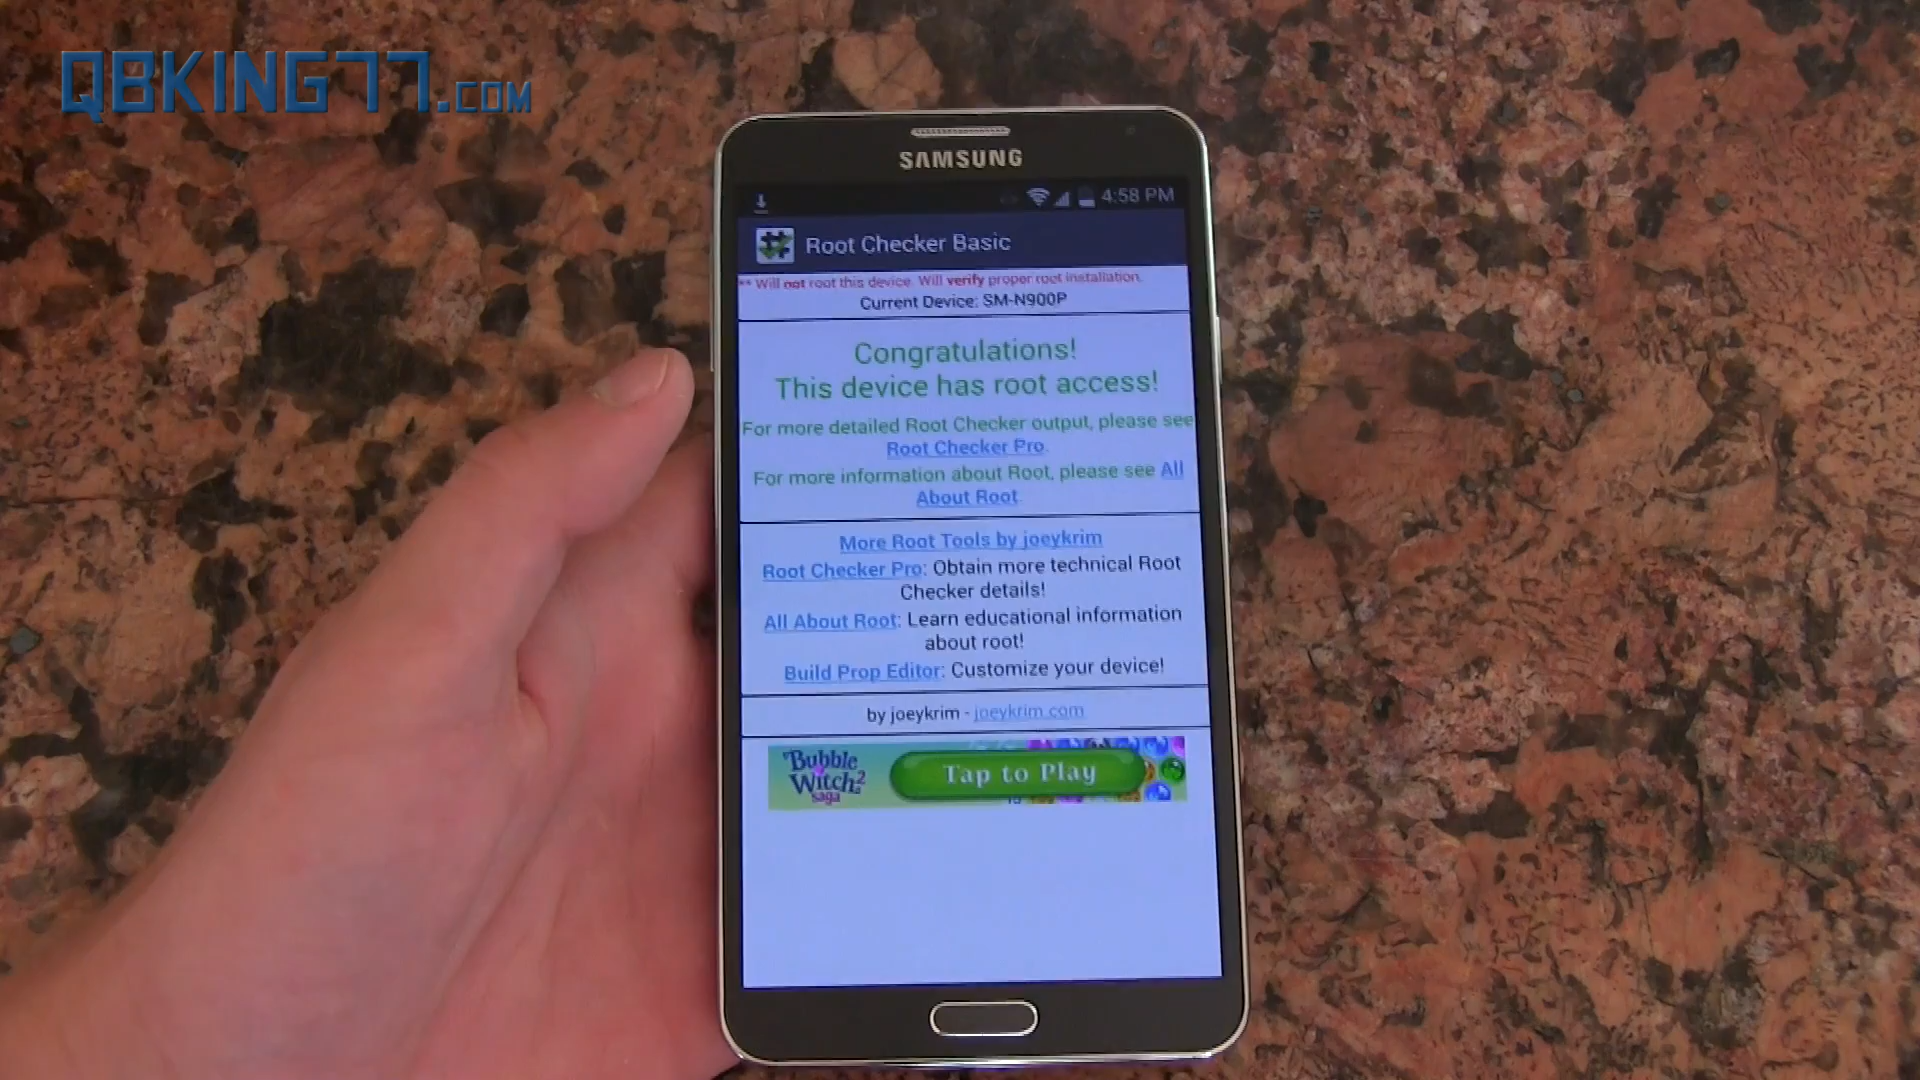 QBKING77.COM
SAMSUNG
4:58 PM
Root Checker Basic
** Will not root this device. Will verify proper root installation.
Current Device: SM-N900P
Congratulations!
This device has root access!
For more detailed Root Checker output, please see
Root Checker Pro.
For more information about Root, please see All
About Root
More Root Tools by joeykrim
Root Checker Pro: Obtain more technical Root
Checker details!
All About Root: Learn educational information
about root!
Build Prop Editor: Customize your device!
by joeykrim - joeykrim.com
Bubble
Witch 2
saga
Tap to Play